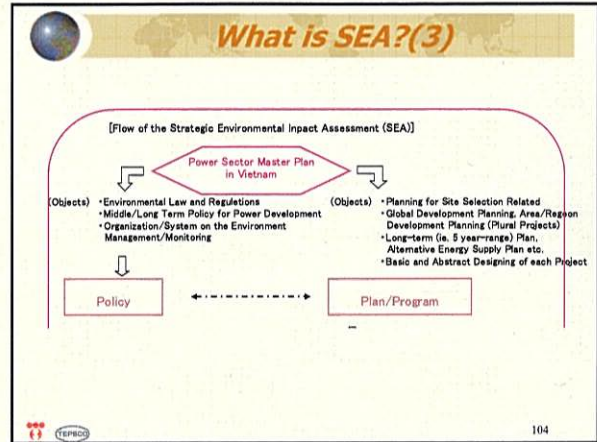 What is SEA?(3)
[Flow of the Strategic Environmental Inpact Assessment (SEA)]
Power Sector Master Plan
in Vietnam
(Objects) •Environmental Law and Regulutions
•Middle/Long Term Policy for Power Development
•Organization/System on the Environment
Management/Monitoring
(Objects) •Planning for Site Selection Related
•Global Development Planning, Area/Region
Development Planning (Plural Projects)
•Long-term (ie. 5 year-range) Plan,
Alternative Energy Supply Plan etc.
•Basic and Abstract Designing of each Project
Policy
Plan/Program
TEPSCO
104